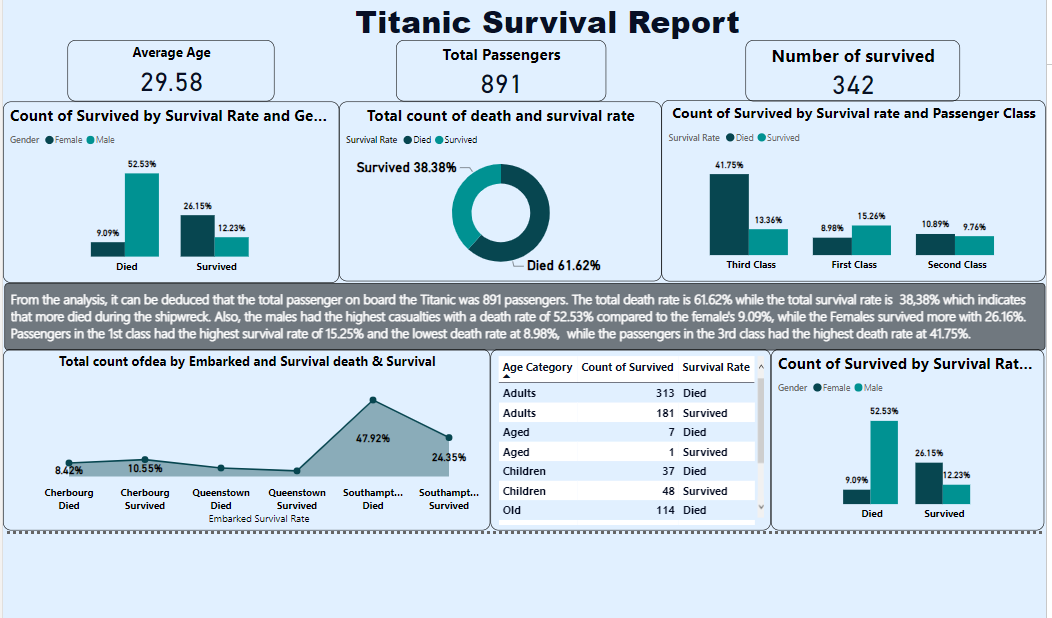 Titanic Survival Report
Average Age
29.58
Total Passengers
891
Number of survived
342
Count of Survived by Survival Rate and Ge...
Gender Female Male
52.53%
26.15%
9.09%
12.23%
Died Survived
Total count of death and survival rate
Survival Rate Died Survived
Survived 38.38%
Died 61.62%
Count of Survived by Survival rate and Passenger Class
Survival Rate Died Survived
41.75%
13.36%
8.98%
15.26%
10.89%
9.76%
Third Class First Class Second Class
From the analysis, it can be deduced that the total passenger on board the Titanic was 891 passengers. The total death rate is 61.62% while the total survival rate is 38,38% which indicates
that more died during the shipwreck. Also, the males had the highest casualties with a death rate of 52.53% compared to the female's 9.09%, while the Females survived more with 26.16%.
Passengers in the 1st class had the highest survival rate of 15.25% and the lowest death rate at 8.98%, while the passengers in the 3rd class had the highest death rate at 41.75%.
Total count ofdea by Embarked and Survival death & Survival
8.42%
10.55%
47.92%
24.35%
Cherbourg Cherbourg Queenstown Queenstown Southampt... Southampt...
Died Survived Died Survived Died Survived
Embarked Survival Rate
Age Category Count of Survived Survival Rate
Adults 313 Died
Adults 181 Survived
Aged 7 Died
Aged 1 Survived
Children 37 Died
Children 48 Survived
Old 114 Died
Count of Survived by Survival Rat...
Gender Female Male
52.53%
26.15%
9.09%
12.23%
Died Survived